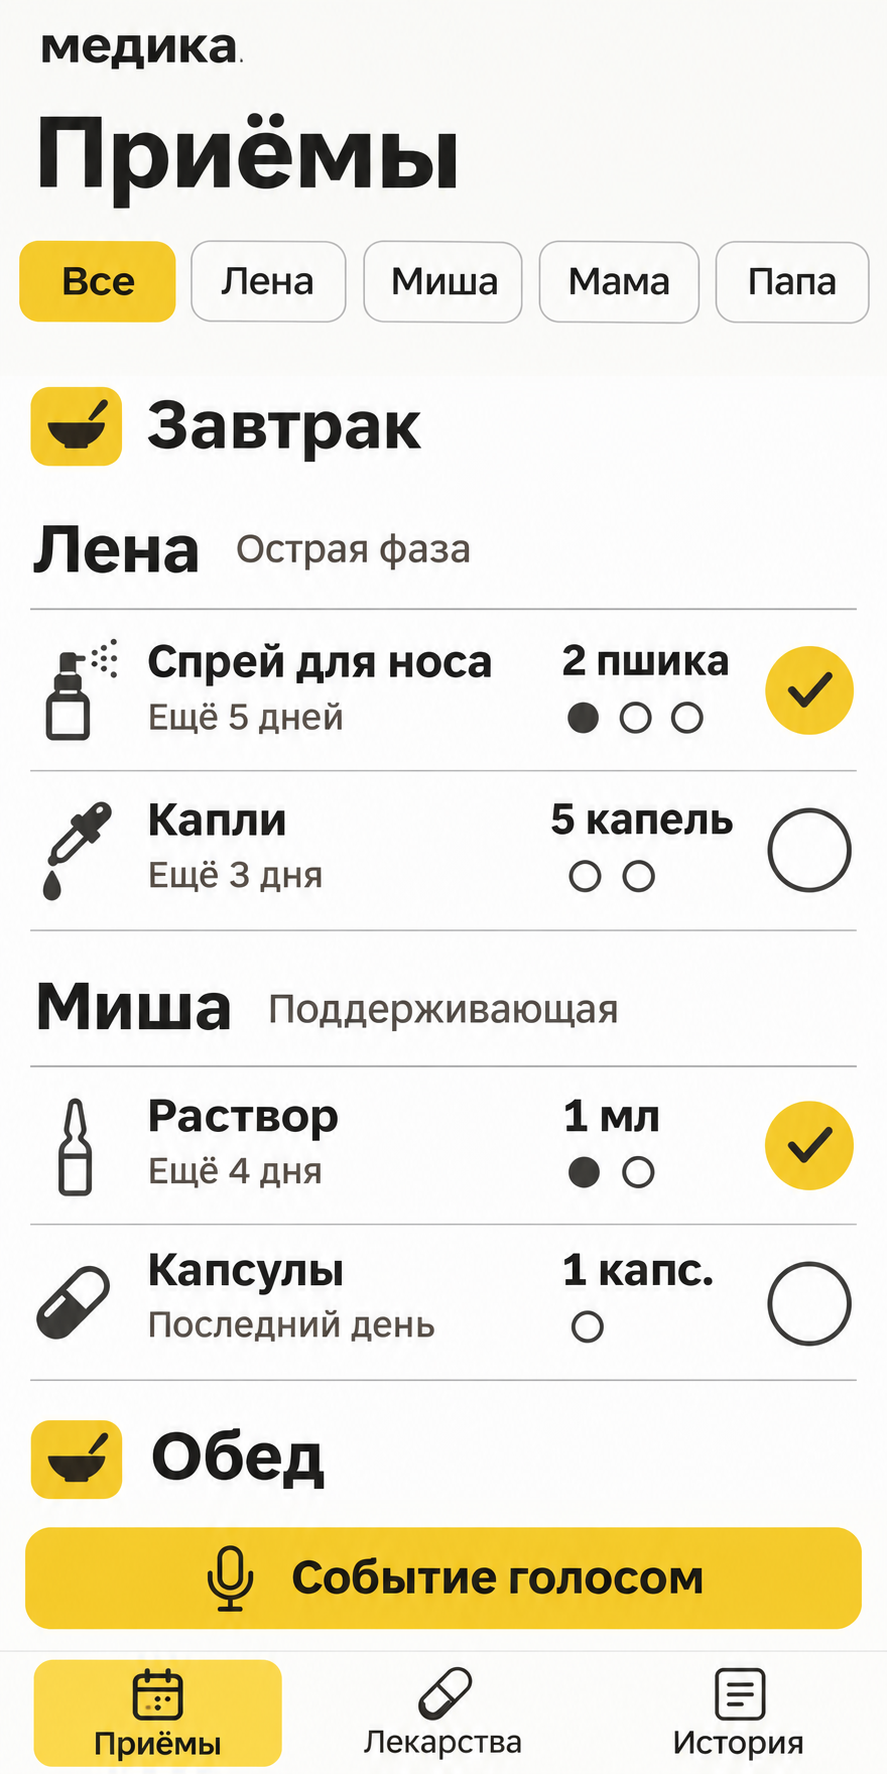 медика.
Приёмы
Все Лена Миша Мама Папа
Завтрак
Лена Острая фаза
Спрей для носа 2 пшика
Ещё 5 дней
Капли 5 капель
Ещё 3 дня
Миша Поддерживающая
Раствор 1 мл
Ещё 4 дня
Капсулы 1 капс.
Последний день
Обед
Событие голосом
Приёмы Лекарства История